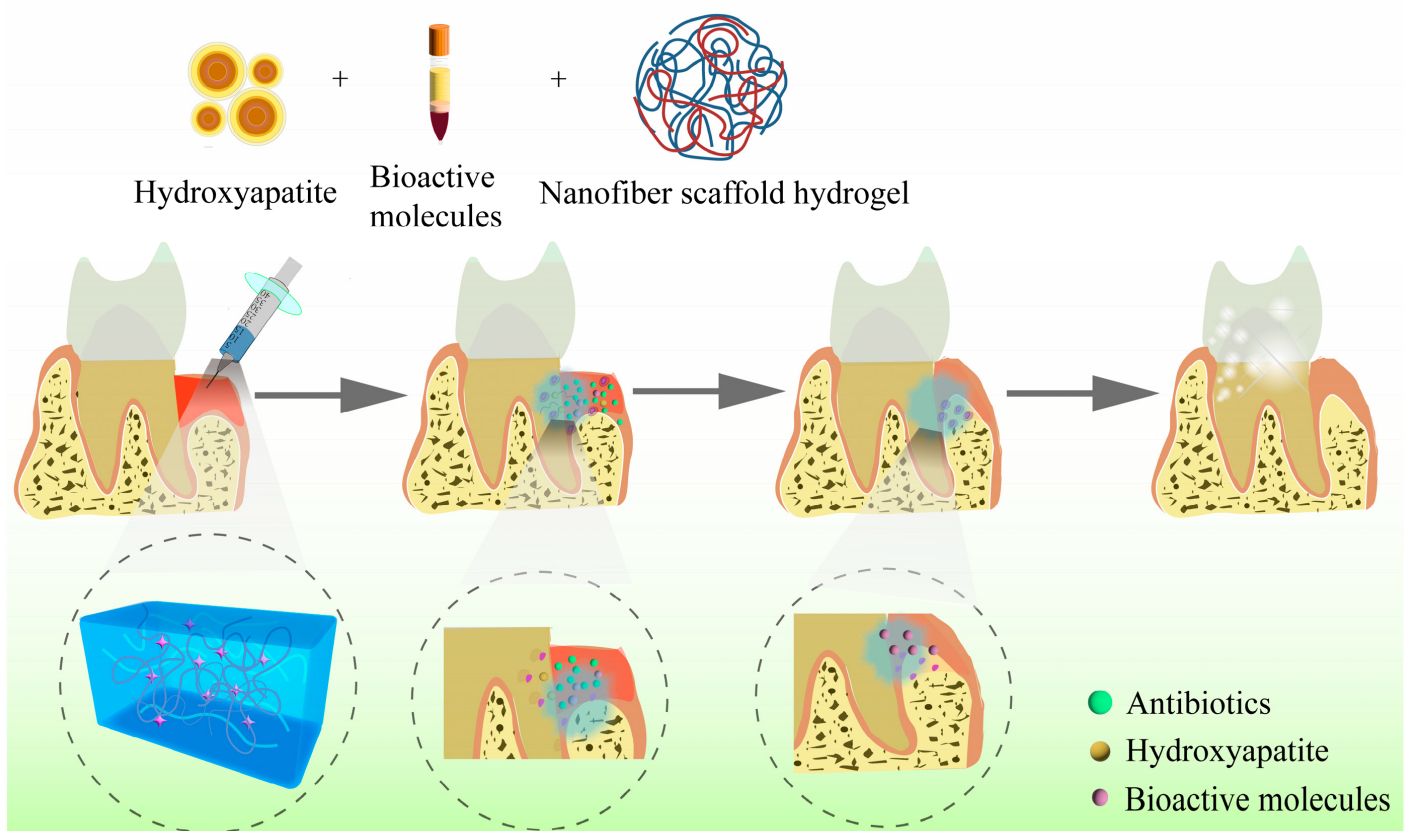 +
+
Hydroxyapatite
Bioactive
molecules
Nanofiber scaffold hydrogel
Antibiotics
Hydroxyapatite
Bioactive molecules